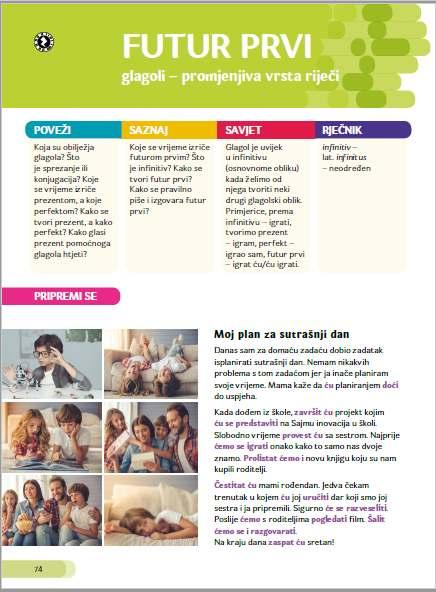 FUTUR PRVI
glagoli – promjenjiva vrsta riječi
POVEŽI
Koja su obilježja
glagola? Što
je sprezanje ili
konjugacija? Koje
se vrijeme izriče
prezentom, a koje
perfektom? Kako se
tvori prezent, a kako
perfekt? Kako glasi
prezent pomoćnoga
glagola htjeti?
SAZNAJ
Koje se vrijeme izriče
futurom prvim? Što
je infinitiv? Kako se
tvori futur prvi?
Kako se pravilno
piše i izgovara futur
prvi?
SAVJET
Glagol je uvijek
u infinitivu
(osnovnome obliku)
kada želimo od
njega tvoriti neki
drugi glagolski oblik.
Primjerice, prema
infinitivu – igrati,
tvorimo prezent
– igram, perfekt –
igrao sam, futur prvi
– igrat ću/ću igrati.
RJEČNIK
infinitiv –
lat. infinitus
– neodređen
PRIPREMI SE
Moj plan za sutrašnji dan
Danas sam za domaću zadaću dobio zadatak
isplanirati sutrašnji dan. Nemam nikakvih
problema s tom zadaćom jer ja inače planiram
svoje vrijeme. Mama kaže da ću planiranjem doći
do uspjeha.
Kada dođem iz škole, završit ću projekt kojim
ću se predstaviti na Sajmu inovacija u školi.
Slobodno vrijeme provest ću sa sestrom. Najprije
ćemo se igrati onako kako to samo nas dvoje
znamo. Prolistat ćemo i novu knjigu koju su nam
kupili roditelji.
Čestitat ću mami rođendan. Jedva čekam
trenutak u kojem ću joj uručiti dar koji smo joj
sestra i ja pripremili. Sigurno će se razveseliti.
Poslije ćemo s roditeljima pogledati film. Šalit
ćemo se i razgovarati.
Na kraju dana zaspat ću sretan!
74